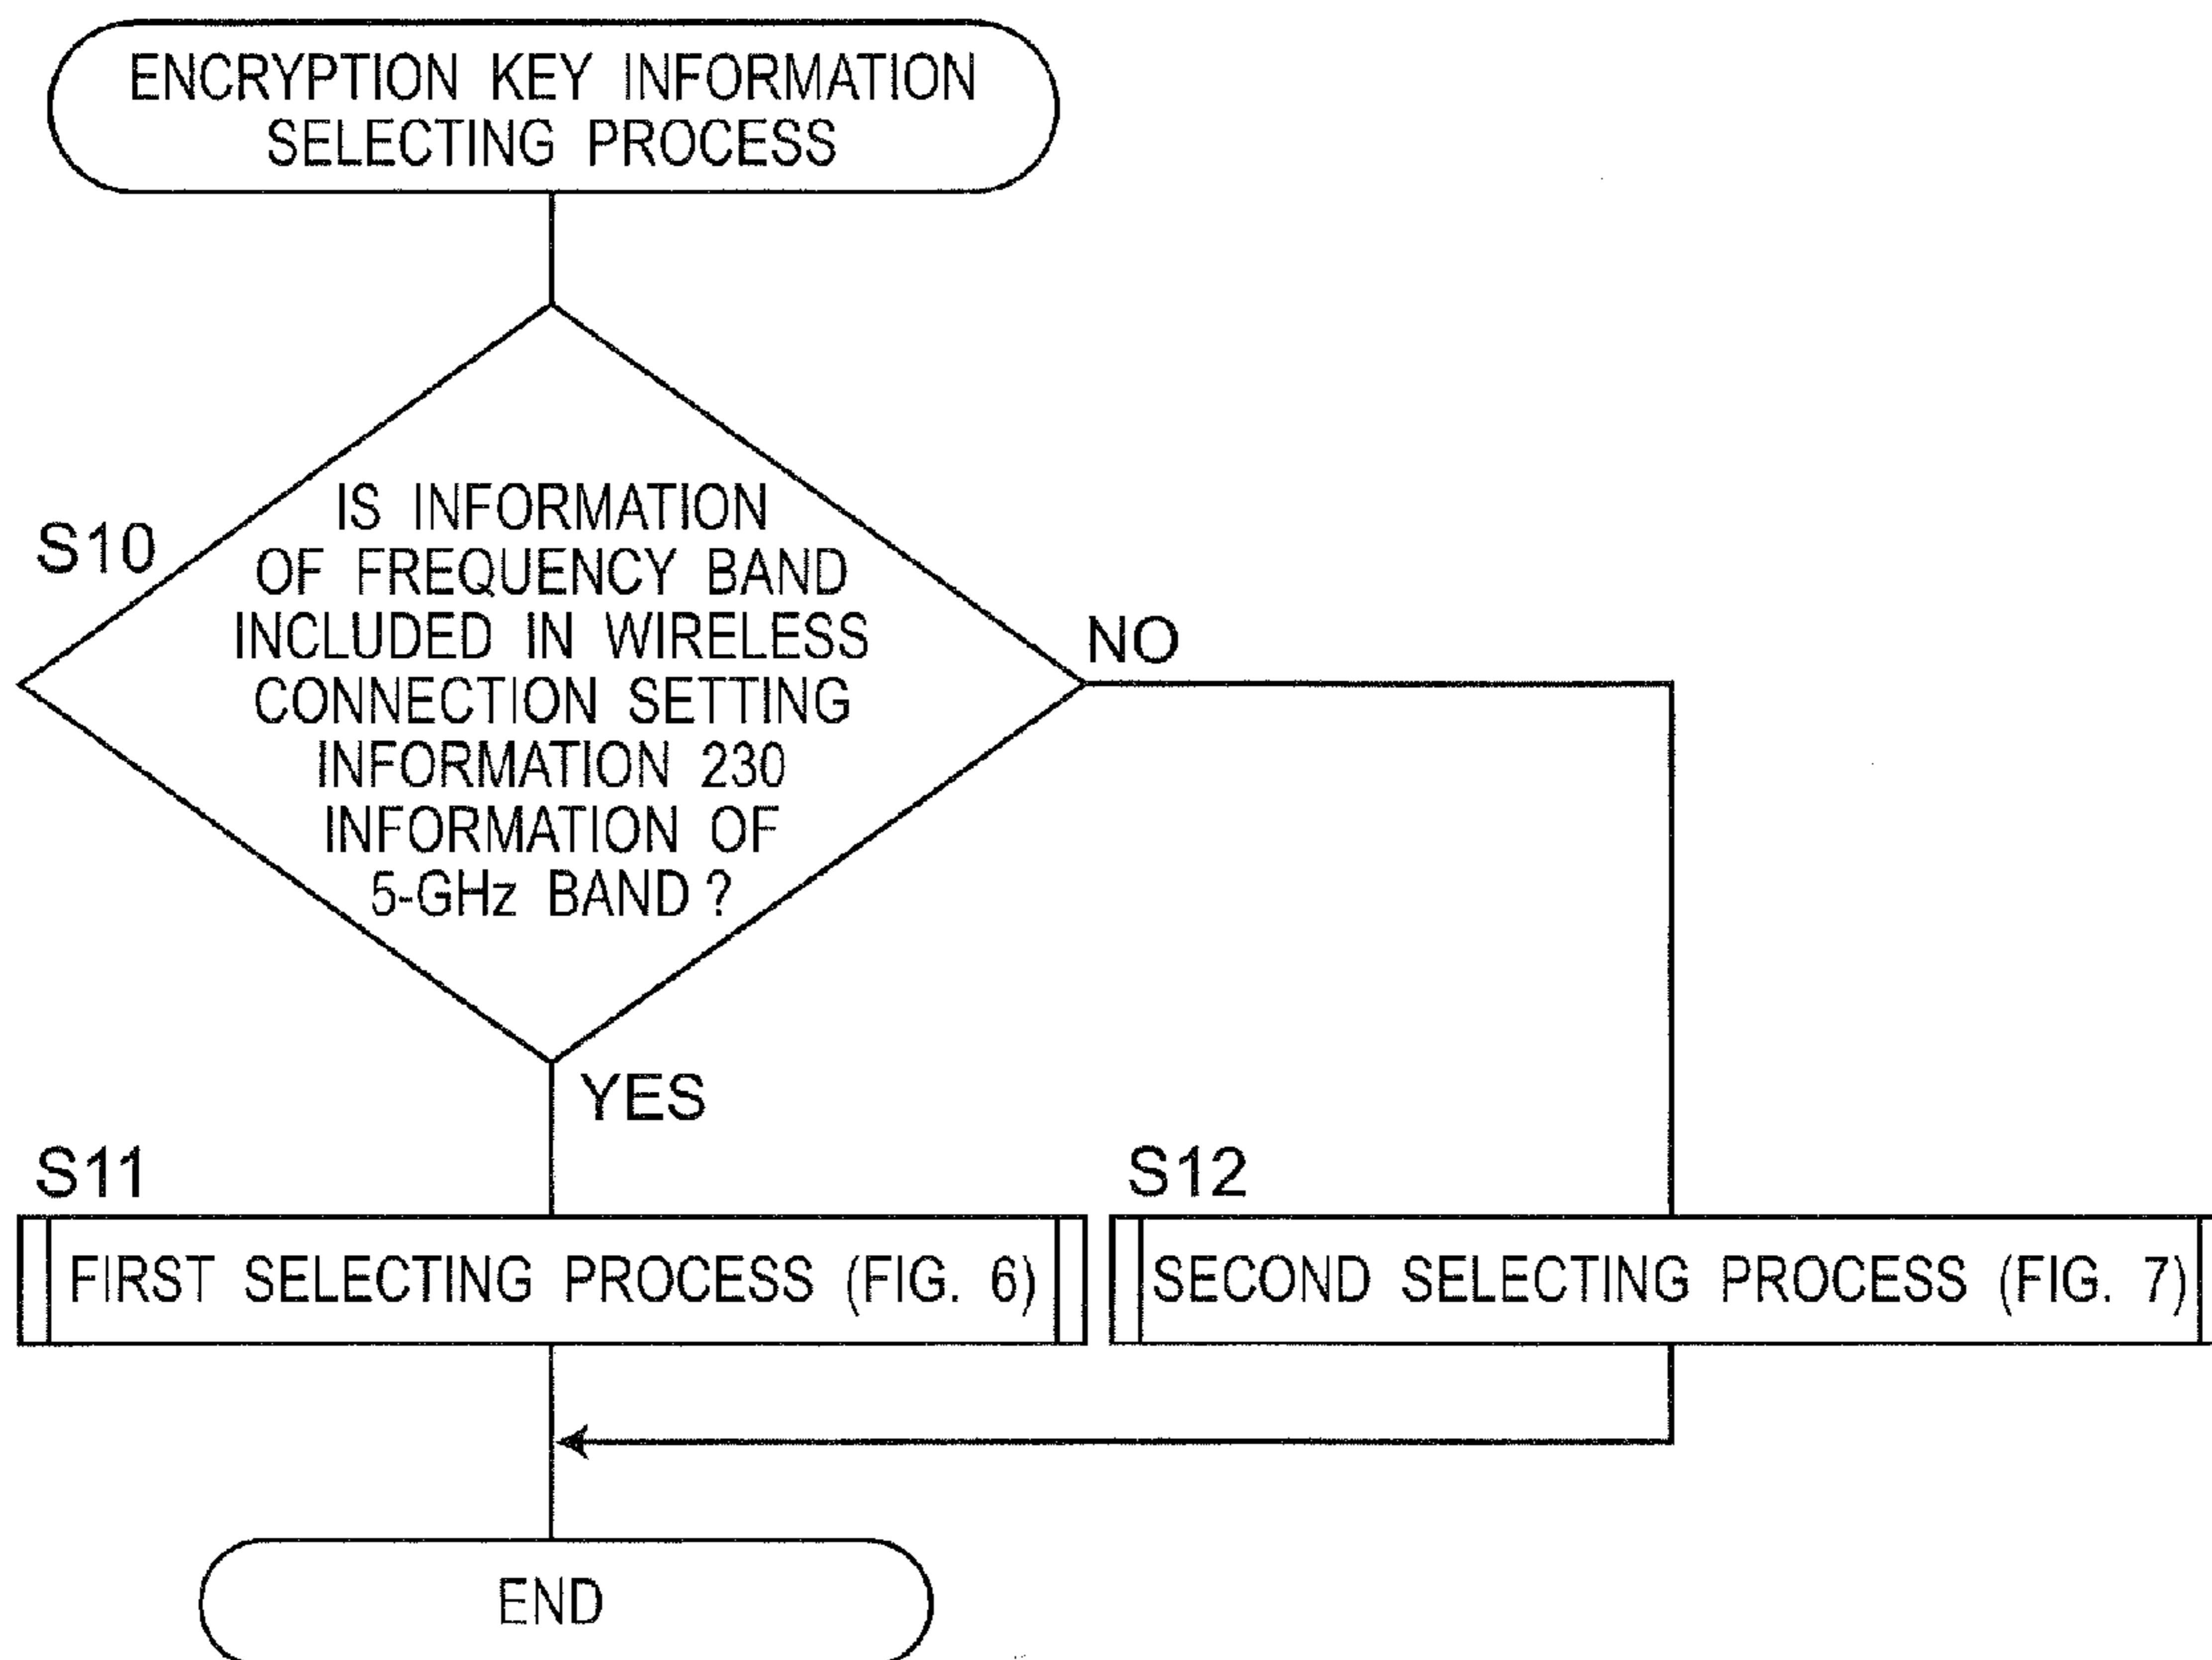 ENCRYPTION KEY INFORMATION
SELECTING PROCESS
S10
IS INFORMATION
OF FREQUENCY BAND
INCLUDED IN WIRELESS
CONNECTION SETTING
INFORMATION 230
INFORMATION OF
5-GHz BAND ?
NO
YES
S11
FIRST SELECTING PROCESS (FIG. 6)
S12
SECOND SELECTING PROCESS (FIG. 7)
END